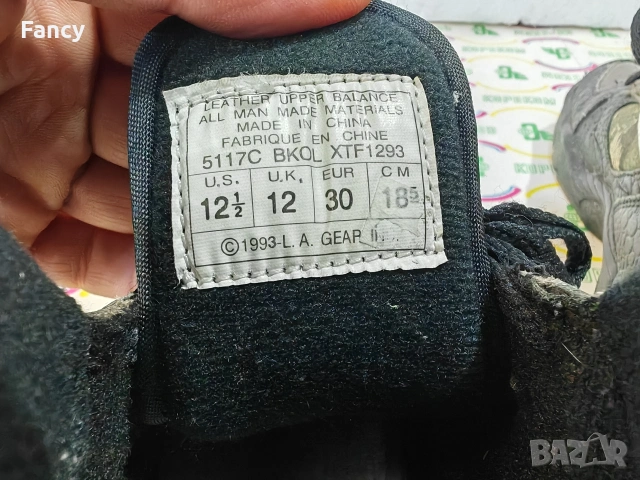 Fancy
LEATHER UPPER BALANCE
ALL MAN MADE MATERIALS
MADE IN CHINA
FABRIQUE EN CHINE
5117C BKQL XTF1293
U.S. U.K. EUR CM
12½ 12 30 18.5
©1993-L.A. GEAR
BAZAR